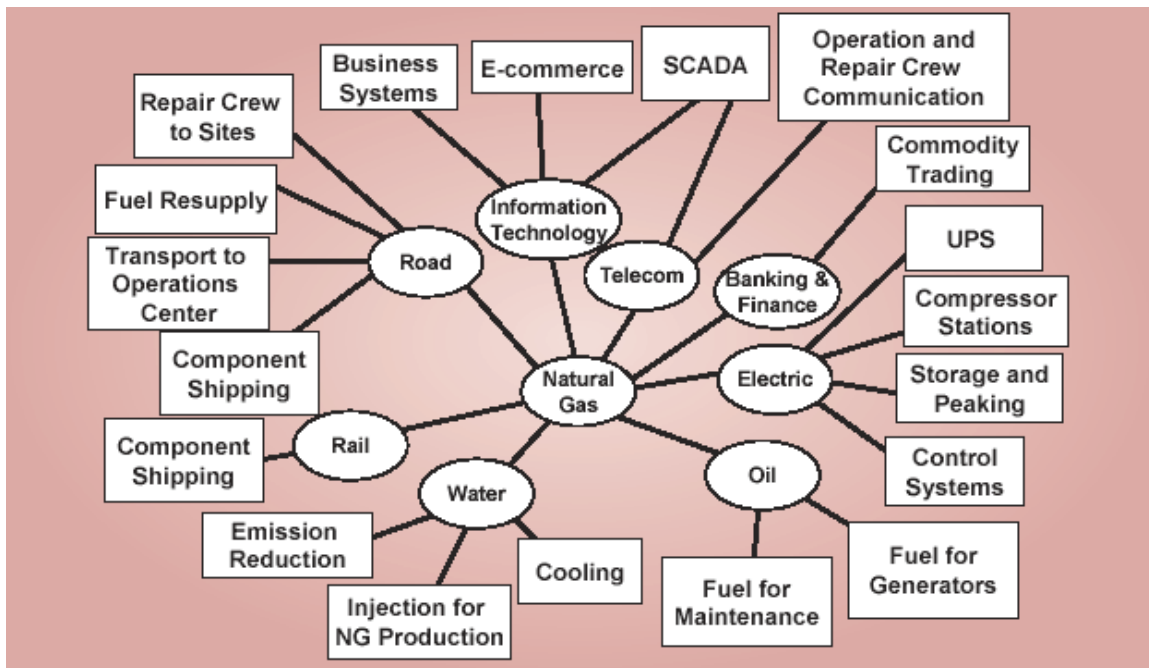 Business
Systems
E-commerce
SCADA
Operation and
Repair Crew
Communication
Repair Crew
to Sites
Commodity
Trading
Fuel Resupply
Information
Technology
UPS
Transport to
Operations
Center
Road
Telecom
Banking &
Finance
Compressor
Stations
Component
Shipping
Natural
Gas
Electric
Storage and
Peaking
Component
Shipping
Rail
Water
Oil
Control
Systems
Emission
Reduction
Cooling
Fuel for
Generators
Injection for
NG Production
Fuel for
Maintenance